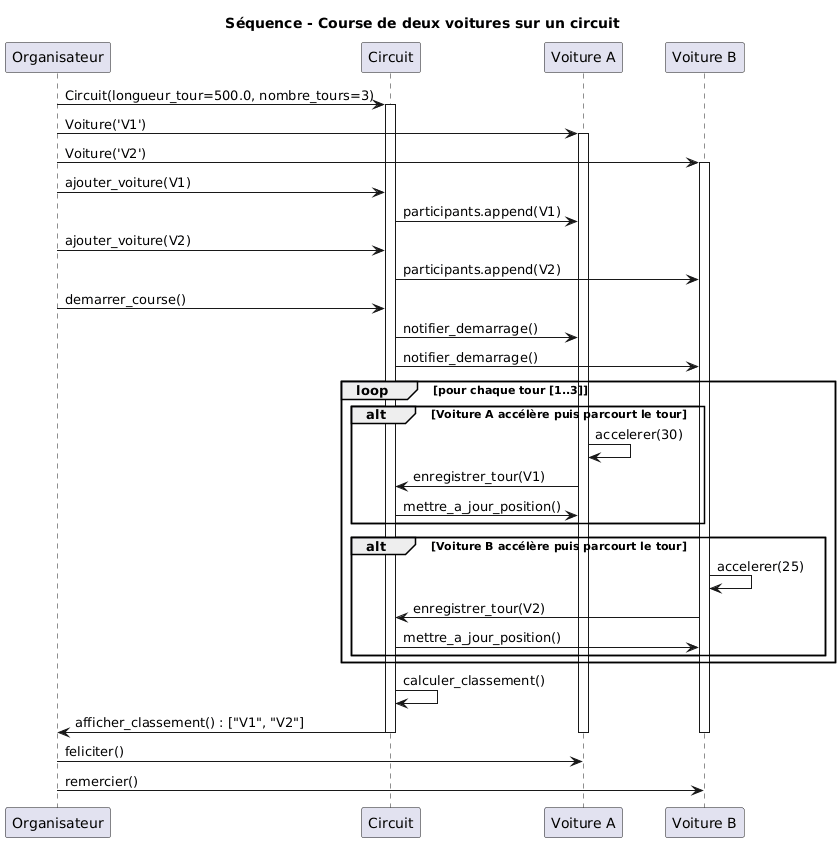 Séquence - Course de deux voitures sur un circuit
Organisateur
Circuit
Voiture A
Voiture B
Circuit(longueur_tour=500.0, nombre_tours=3)
Voiture('V1')
Voiture('V2')
ajouter_voiture(V1)
participants.append(V1)
ajouter_voiture(V2)
participants.append(V2)
demarrer_course()
notifier_demarrage()
notifier_demarrage()
loop [pour chaque tour [1..3]]
alt [Voiture A accélère puis parcourt le tour]
accelerer(30)
enregistrer_tour(V1)
mettre_a_jour_position()
alt [Voiture B accélère puis parcourt le tour]
accelerer(25)
enregistrer_tour(V2)
mettre_a_jour_position()
calculer_classement()
afficher_classement() : ["V1", "V2"]
feliciter()
remercier()
Organisateur
Circuit
Voiture A
Voiture B